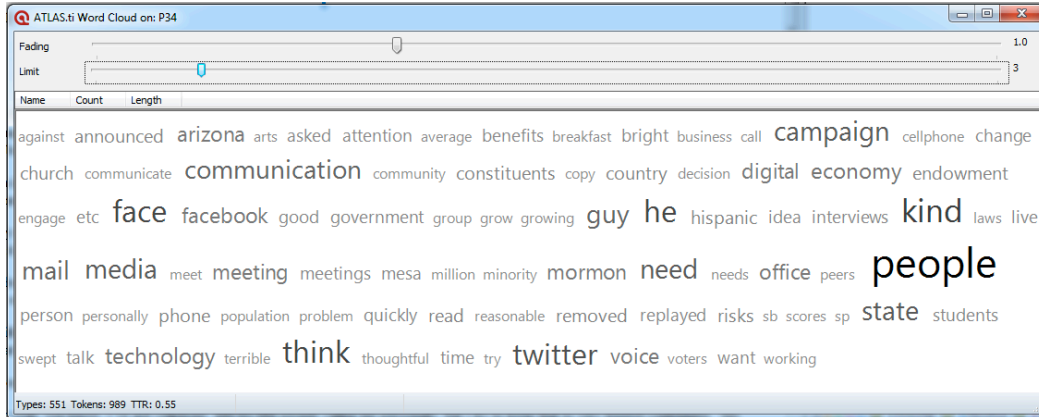 ATLAS.ti Word Cloud on: P34
Fading 1.0
Limit 3
Name Count Length
against announced arizona arts asked attention average benefits breakfast bright business call campaign cellphone change
church communicate communication community constituents copy country decision digital economy endowment
engage etc face facebook good government group grow growing guy he hispanic idea interviews kind laws live
mail media meet meeting meetings mesa million minority mormon need needs office peers people
person personally phone population problem quickly read reasonable removed replayed risks sb scores sp state students
swept talk technology terrible think thoughtful time try twitter voice voters want working
Types: 551 Tokens: 989 TTR: 0.55